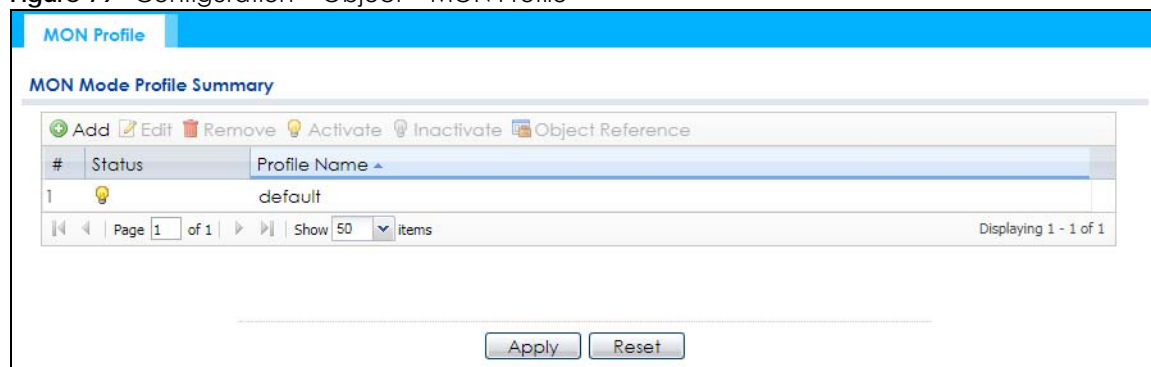 MON Profile
MON Mode Profile Summary
Add Edit Remove Activate Inactivate Object Reference
# Status Profile Name
1 default
Page 1 of 1 Show 50 items Displaying 1 - 1 of 1
Apply Reset